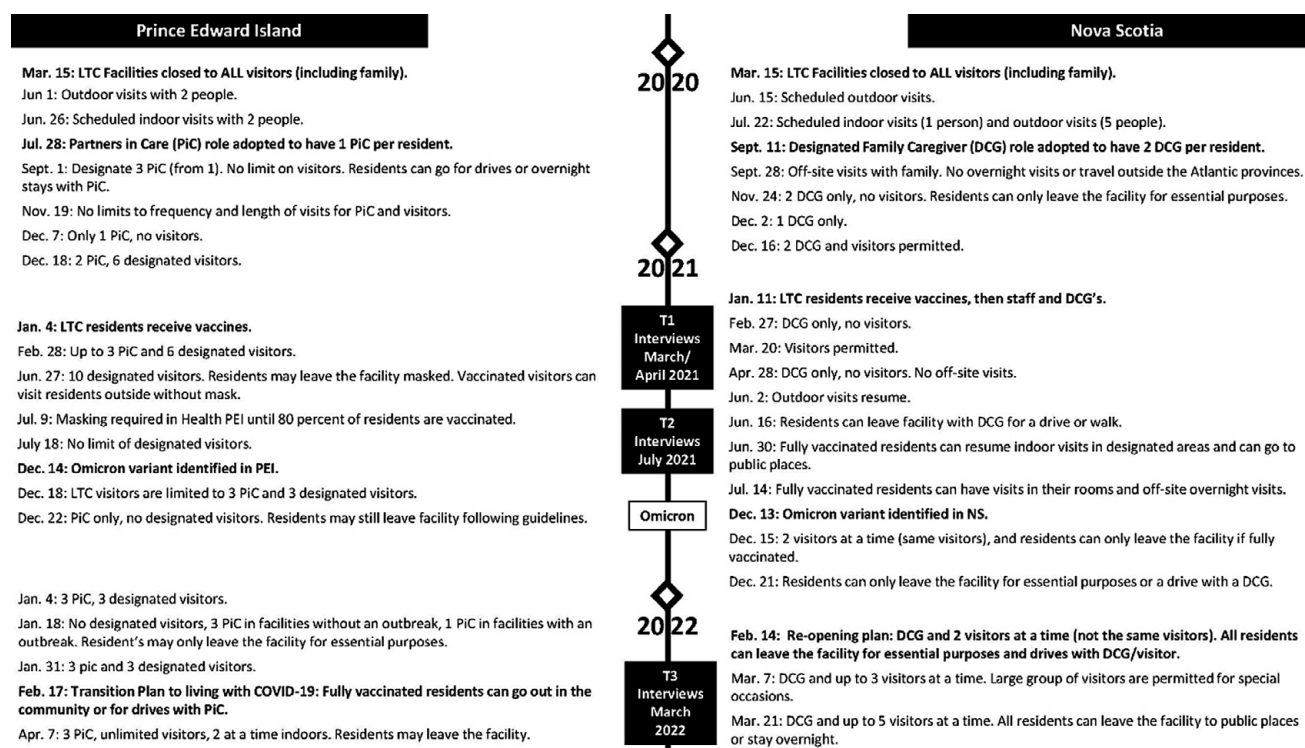 Prince Edward Island
Mar. 15: LTC Facilities closed to ALL visitors (including family).
Jun 1: Outdoor visits with 2 people.
Jun. 26: Scheduled indoor visits with 2 people.
Jul. 28: Partners in Care (PiC) role adopted to have 1 PiC per resident.
Sept. 1: Designate 3 PiC (from 1). No limit on visitors. Residents can go for drives or overnight
stays with PiC.
Nov. 19: No limits to frequency and length of visits for PiC and visitors.
Dec. 7: Only 1 PiC, no visitors.
Dec. 18: 2 PiC, 6 designated visitors.
Jan. 4: LTC residents receive vaccines.
Feb. 28: Up to 3 PiC and 6 designated visitors.
Jun. 27: 10 designated visitors. Residents may leave the facility masked. Vaccinated visitors can
visit residents outside without mask.
Jul. 9: Masking required in Health PEI until 80 percent of residents are vaccinated.
July 18: No limit of designated visitors.
Dec. 14: Omicron variant identified in PEI.
Dec. 18: LTC visitors are limited to 3 PiC and 3 designated visitors.
Dec. 22: PiC only, no designated visitors. Residents may still leave facility following guidelines.
Jan. 4: 3 PiC, 3 designated visitors.
Jan. 18: No designated visitors, 3 PiC in facilities without an outbreak, 1 PiC in facilities with an
outbreak. Resident's may only leave the facility for essential purposes.
Jan. 31: 3 pic and 3 designated visitors.
Feb. 17: Transition Plan to living with COVID-19: Fully vaccinated residents can go out in the
community or for drives with PiC.
Apr. 7: 3 PiC, unlimited visitors, 2 at a time indoors. Residents may leave the facility.
2020
2021
T1
Interviews
March/
April 2021
T2
Interviews
July 2021
Omicron
2022
T3
Interviews
March
2022
Nova Scotia
Mar. 15: LTC Facilities closed to ALL visitors (including family).
Jun. 15: Scheduled outdoor visits.
Jul. 22: Scheduled indoor visits (1 person) and outdoor visits (5 people).
Sept. 11: Designated Family Caregiver (DCG) role adopted to have 2 DCG per resident.
Sept. 28: Off-site visits with family. No overnight visits or travel outside the Atlantic provinces.
Nov. 24: 2 DCG only, no visitors. Residents can only leave the facility for essential purposes.
Dec. 2: 1 DCG only.
Dec. 16: 2 DCG and visitors permitted.
Jan. 11: LTC residents receive vaccines, then staff and DCG's.
Feb. 27: DCG only, no visitors.
Mar. 20: Visitors permitted.
Apr. 28: DCG only, no visitors. No off-site visits.
Jun. 2: Outdoor visits resume.
Jun. 16: Residents can leave facility with DCG for a drive or walk.
Jun. 30: Fully vaccinated residents can resume indoor visits in designated areas and can go to
public places.
Jul. 14: Fully vaccinated residents can have visits in their rooms and off-site overnight visits.
Dec. 13: Omicron variant identified in NS.
Dec. 15: 2 visitors at a time (same visitors), and residents can only leave the facility if fully
vaccinated.
Dec. 21: Residents can only leave the facility for essential purposes or a drive with a DCG.
Feb. 14: Re-opening plan: DCG and 2 visitors at a time (not the same visitors). All residents
can leave the facility for essential purposes and drives with DCG/visitor.
Mar. 7: DCG and up to 3 visitors at a time. Large group of visitors are permitted for special
occasions.
Mar. 21: DCG and up to 5 visitors at a time. All residents can leave the facility to public places
or stay overnight.